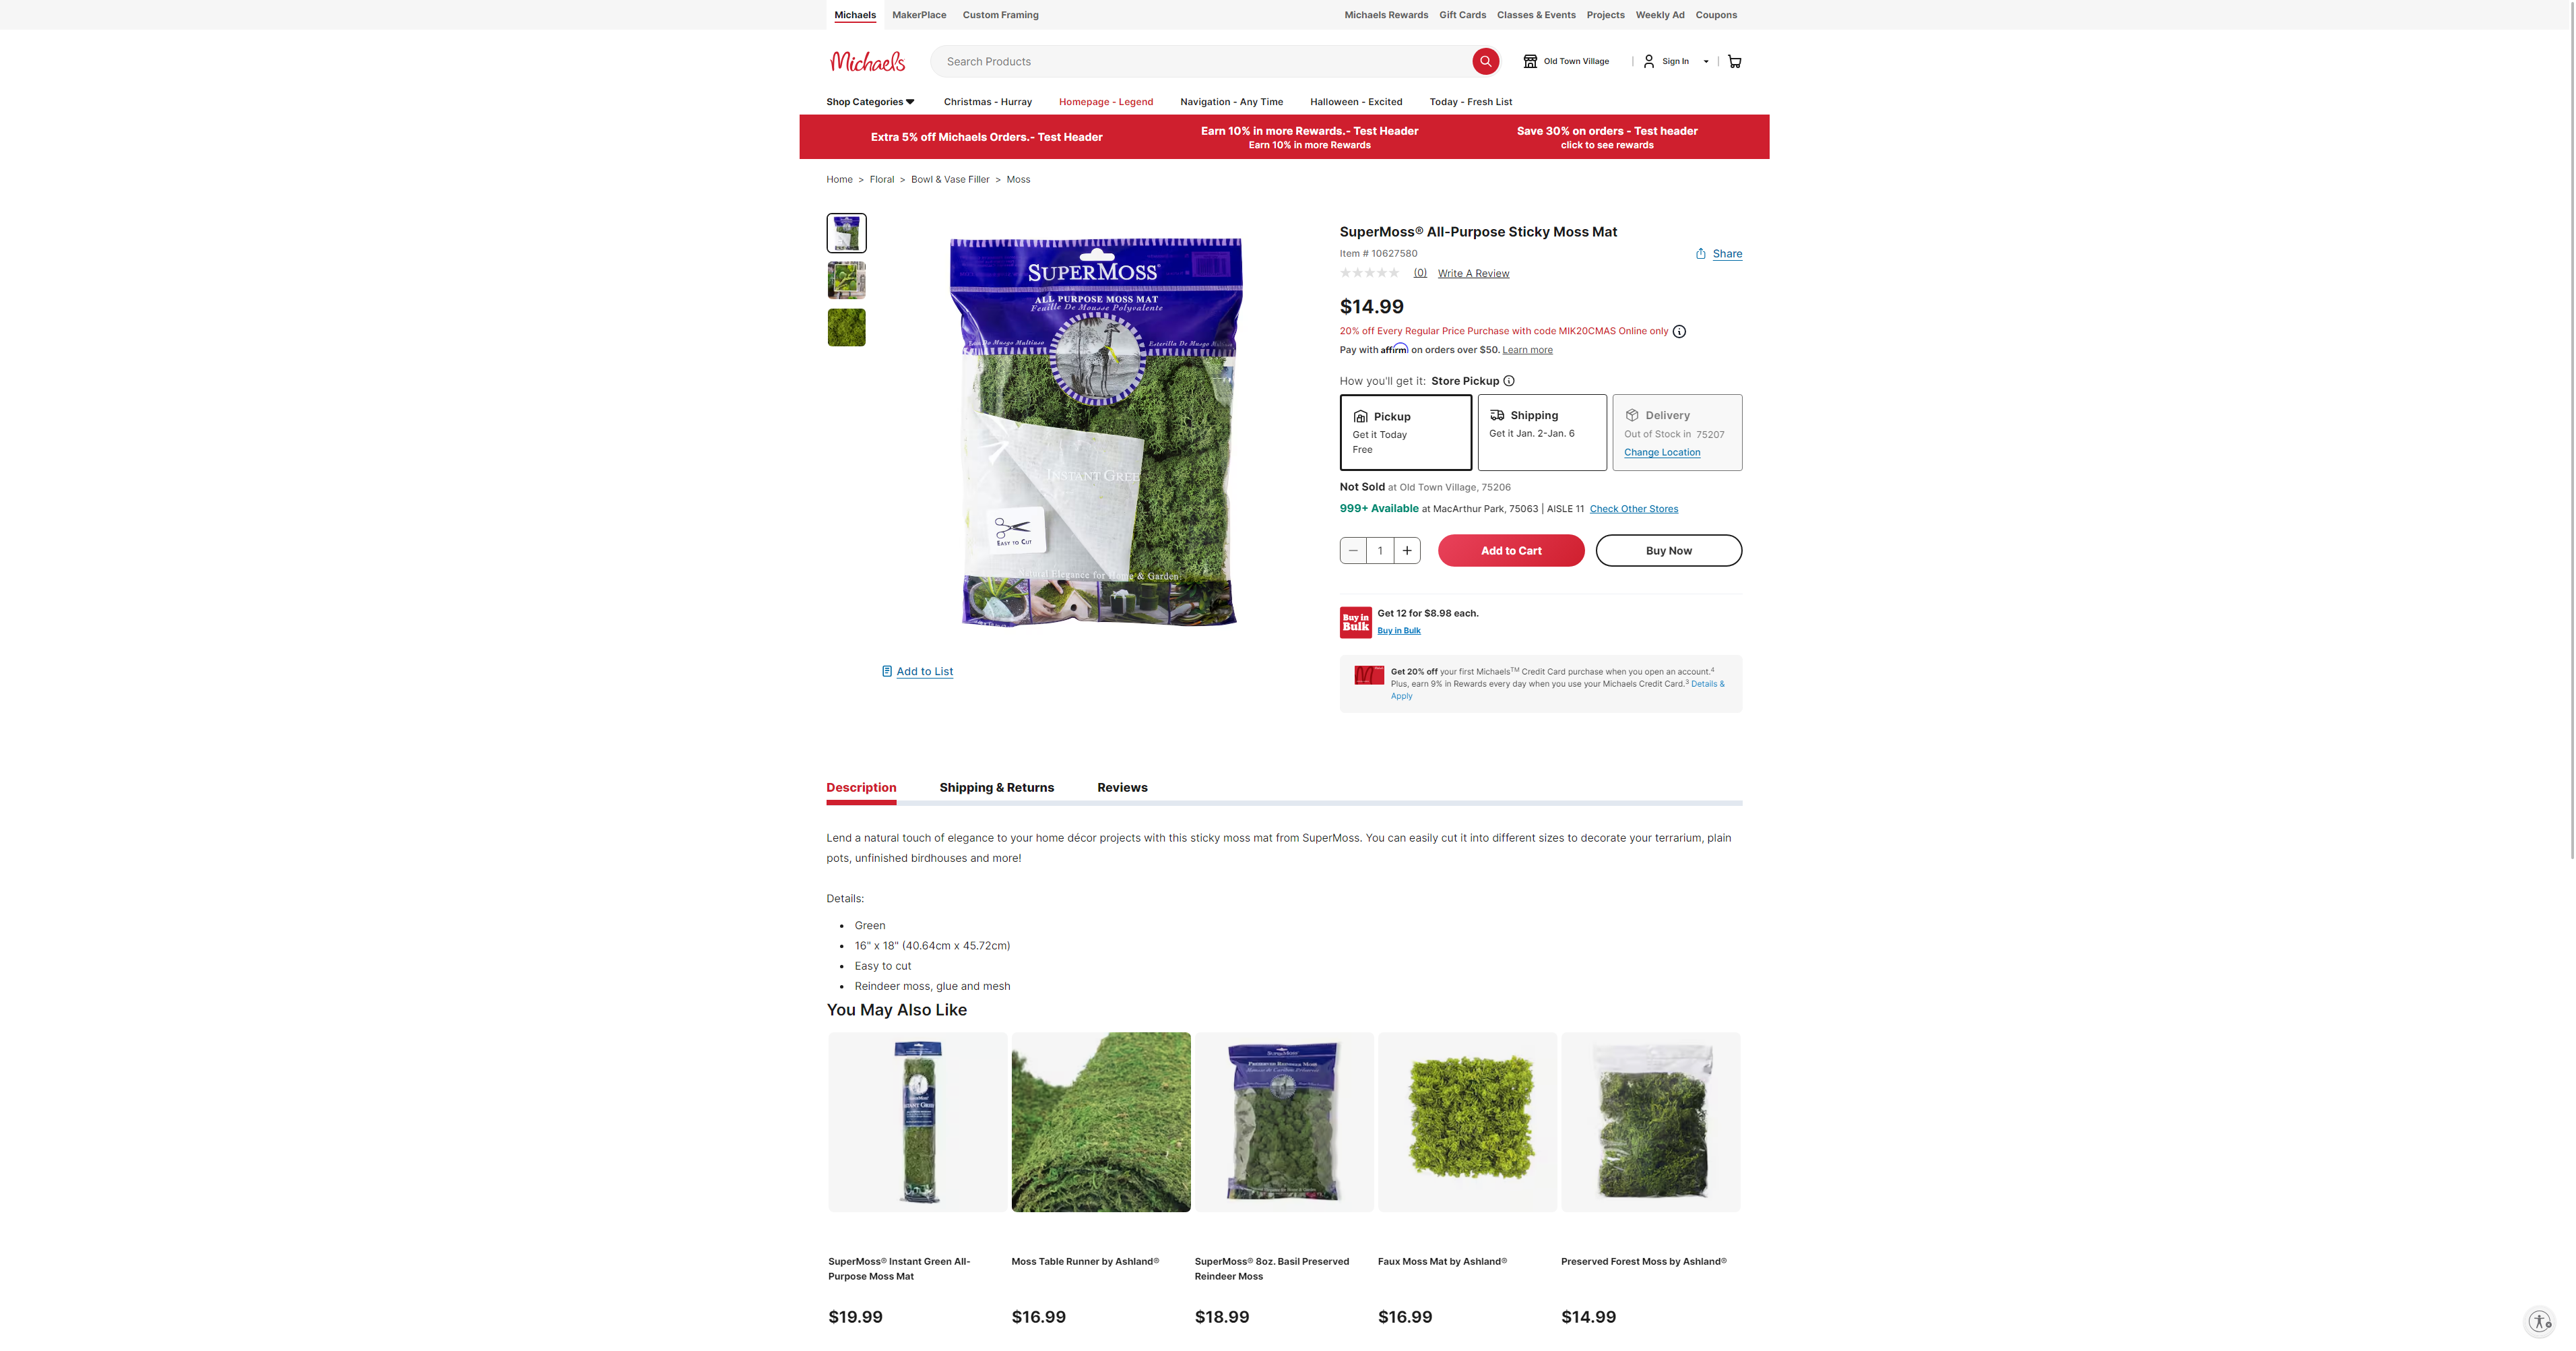 Michaels
MakerPlace
Custom Framing
Michaels Rewards
Gift Cards
Classes & Events
Projects
Weekly Ad
Coupons
Michaels
Search Products
Old Town Village
Sign In
Shop Categories
Christmas - Hurray
Homepage - Legend
Navigation - Any Time
Halloween - Excited
Today - Fresh List
Extra 5% off Michaels Orders.- Test Header
Earn 10% in more Rewards.- Test Header
Earn 10% in more Rewards
Save 30% on orders - Test header
click to see rewards
Home > Floral > Bowl & Vase Filler > Moss
SUPERMOSS®
ALL PURPOSE MOSS MAT
Feuille De Mousse Polyvalente
INSTANT GREE
EASY TO CUT
Natural Elegance for Home & Garden
Add to List
SuperMoss® All-Purpose Sticky Moss Mat
Item # 10627580
Share
(0) Write A Review
$14.99
20% off Every Regular Price Purchase with code MIK20CMAS Online only
Pay with affirm on orders over $50. Learn more
How you'll get it: Store Pickup
Pickup
Get it Today
Free
Shipping
Get it Jan. 2-Jan. 6
Delivery
Out of Stock in 75207
Change Location
Not Sold at Old Town Village, 75206
999+ Available at MacArthur Park, 75063 | AISLE 11 Check Other Stores
1
Add to Cart
Buy Now
Buy in
Bulk
Get 12 for $8.98 each.
Buy in Bulk
Get 20% off your first Michaels™ Credit Card purchase when you open an account.⁴
Plus, earn 9% in Rewards every day when you use your Michaels Credit Card.³ Details &
Apply
Description
Shipping & Returns
Reviews
Lend a natural touch of elegance to your home décor projects with this sticky moss mat from SuperMoss. You can easily cut it into different sizes to decorate your terrarium, plain
pots, unfinished birdhouses and more!
Details:
• Green
• 16" x 18" (40.64cm x 45.72cm)
• Easy to cut
• Reindeer moss, glue and mesh
You May Also Like
SuperMoss® Instant Green All-
Purpose Moss Mat
$19.99
Moss Table Runner by Ashland®
$16.99
SuperMoss® 8oz. Basil Preserved
Reindeer Moss
$18.99
Faux Moss Mat by Ashland®
$16.99
Preserved Forest Moss by Ashland®
$14.99